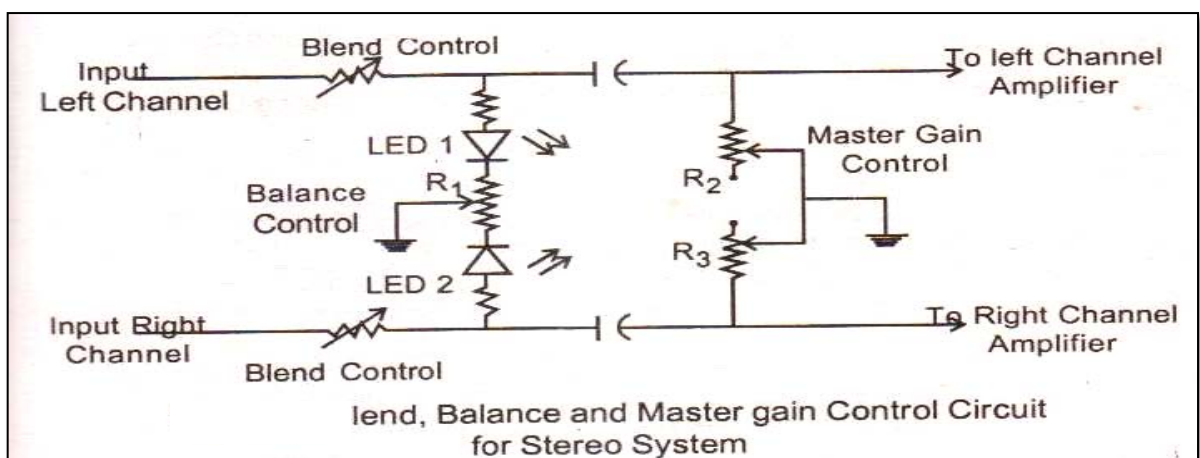 Blend Control
Input
Left Channel
To left Channel
Amplifier
LED 1
Master Gain
Control
R1
R2
Balance
Control
R3
LED 2
Input Right
Channel
To Right Channel
Amplifier
Blend Control
lend, Balance and Master gain Control Circuit
for Stereo System